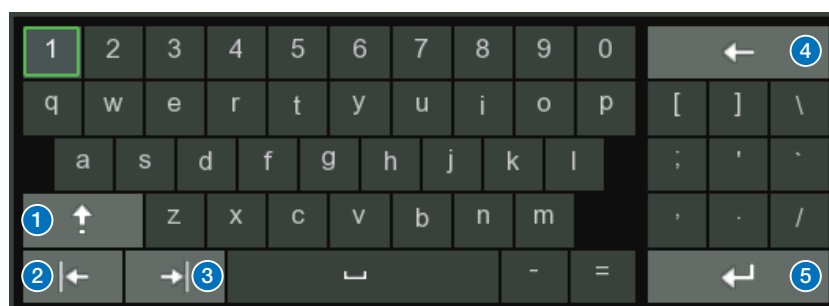 1 2 3 4 5 6 7 8 9 0 ← 4
q w e r t y u i o p [ ] \
a s d f g h j k l ; ' `
1 z x c v b n m , . /
2 |← →| 3 ⎵ - = ↵ 5